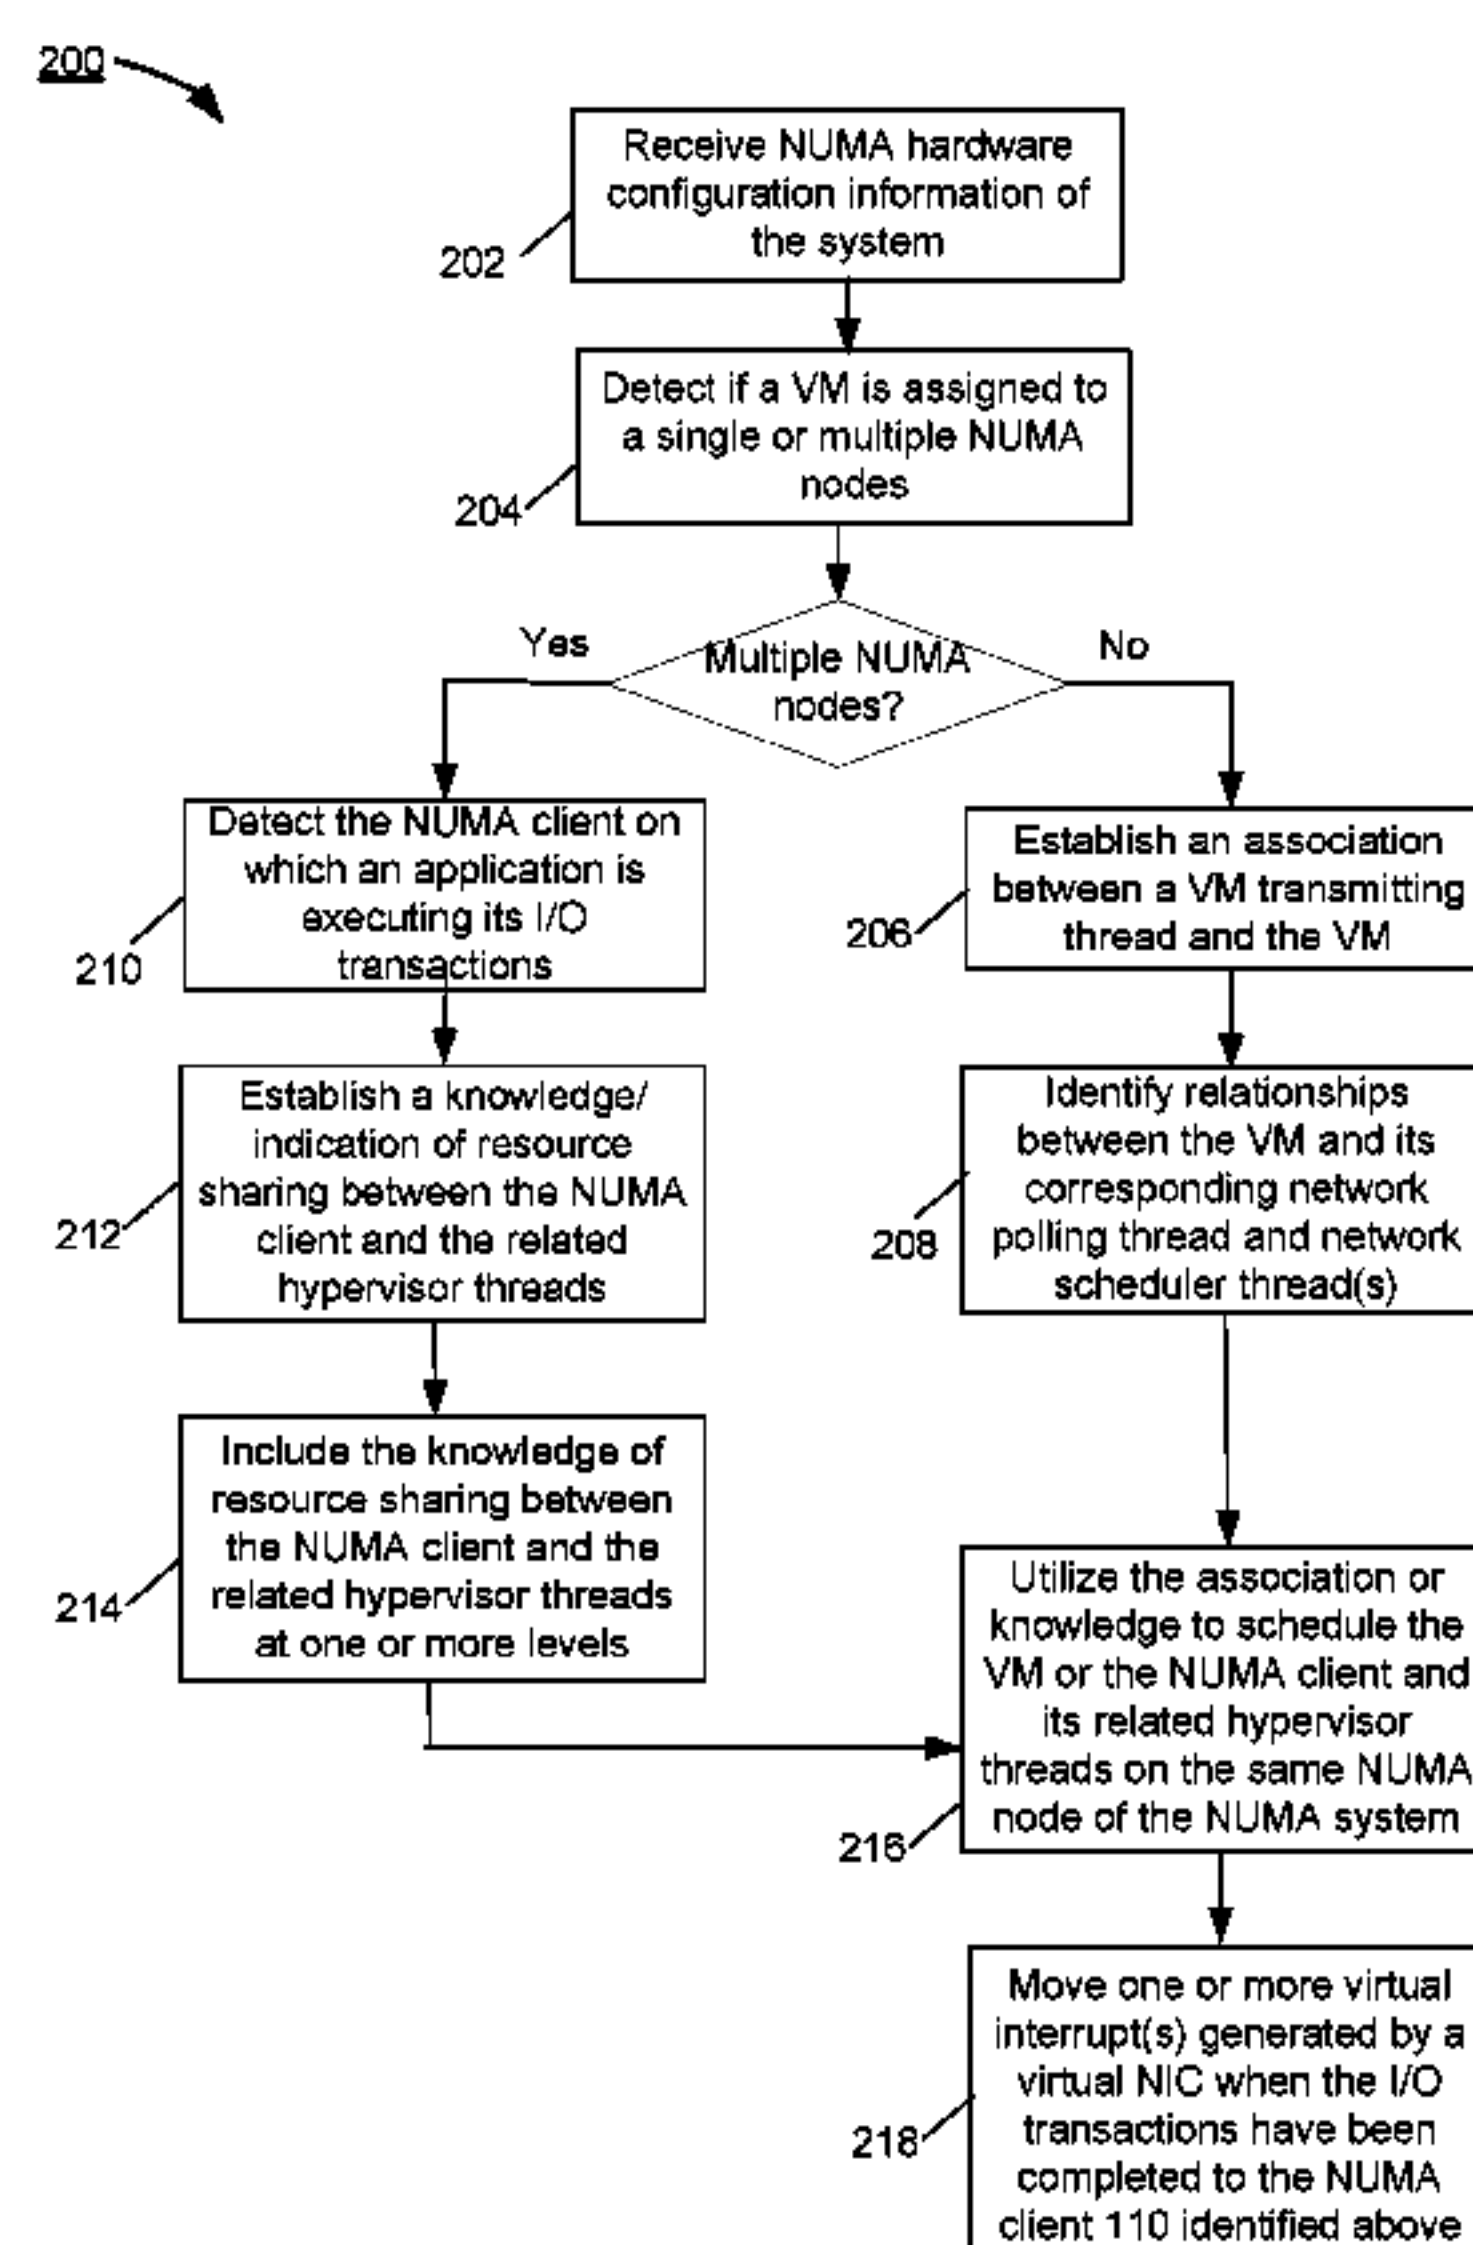 200
Receive NUMA hardware
configuration information of
the system
202
Detect if a VM is assigned to
a single or multiple NUMA
nodes
204
Multiple NUMA
nodes?
Yes
No
Detect the NUMA client on
which an application is
executing its I/O
transactions
210
Establish an association
between a VM transmitting
thread and the VM
206
Establish a knowledge/
indication of resource
sharing between the NUMA
client and the related
hypervisor threads
212
Identify relationships
between the VM and its
corresponding network
polling thread and network
scheduler thread(s)
208
Include the knowledge of
resource sharing between
the NUMA client and the
related hypervisor threads
at one or more levels
214
Utilize the association or
knowledge to schedule the
VM or the NUMA client and
its related hypervisor
threads on the same NUMA
node of the NUMA system
216
Move one or more virtual
interrupt(s) generated by a
virtual NIC when the I/O
transactions have been
completed to the NUMA
client 110 identified above
218